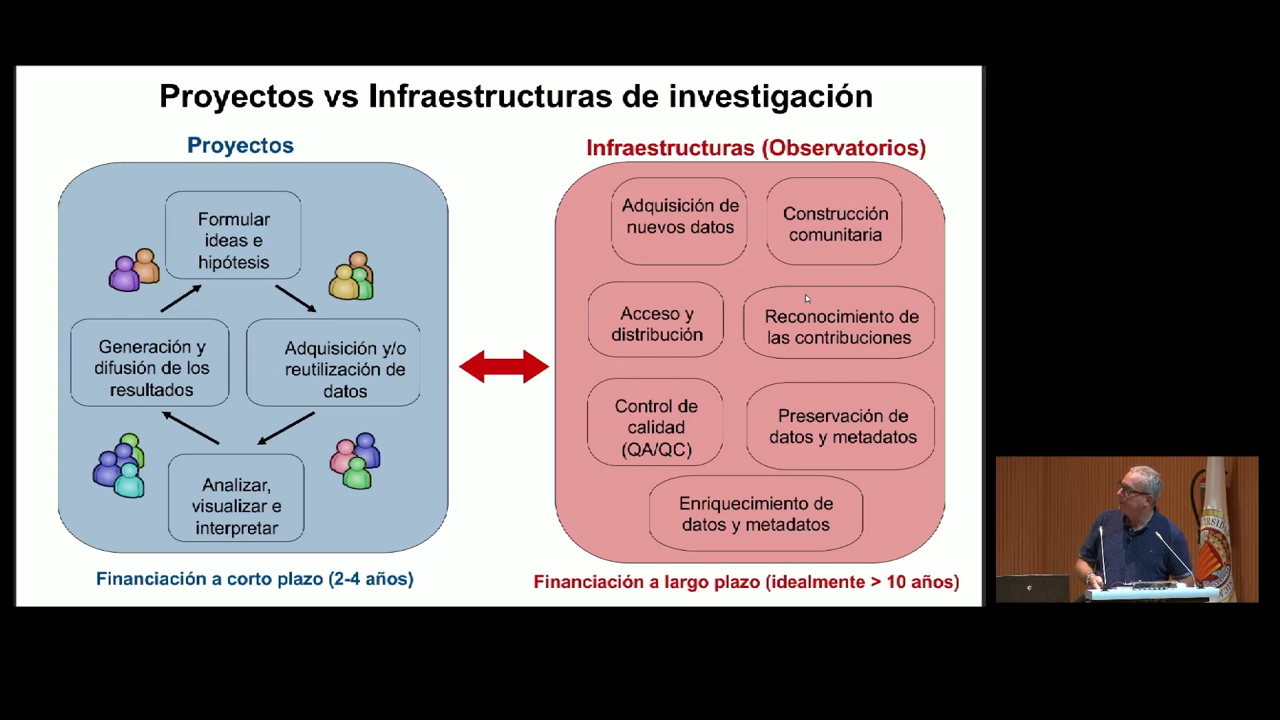 Proyectos vs Infraestructuras de investigación
Proyectos
Formular
ideas e
hipótesis
Adquisición y/o
reutilización de
datos
Analizar,
visualizar e
interpretar
Generación y
difusión de los
resultados
Financiación a corto plazo (2-4 años)
Infraestructuras (Observatorios)
Adquisición de
nuevos datos
Construcción
comunitaria
Acceso y
distribución
Reconocimiento de
las contribuciones
Control de
calidad
(QA/QC)
Preservación de
datos y metadatos
Enriquecimiento de
datos y metadatos
Financiación a largo plazo (idealmente > 10 años)